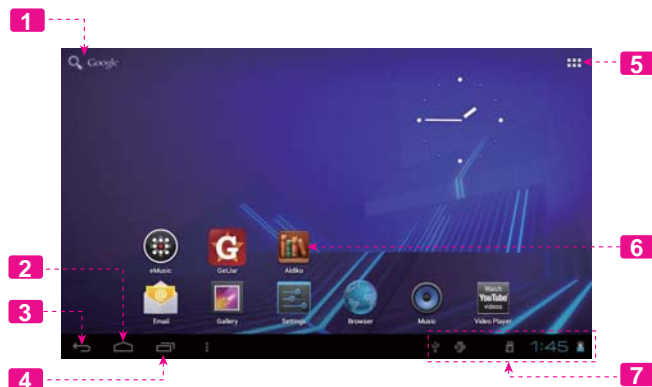 1
Google
5
eMusic
GetJar
Aldiko
6
2
Email
Gallery
Settings
Browser
Music
Watch
YouTube
videos
Video Player
3
1:45
4
7